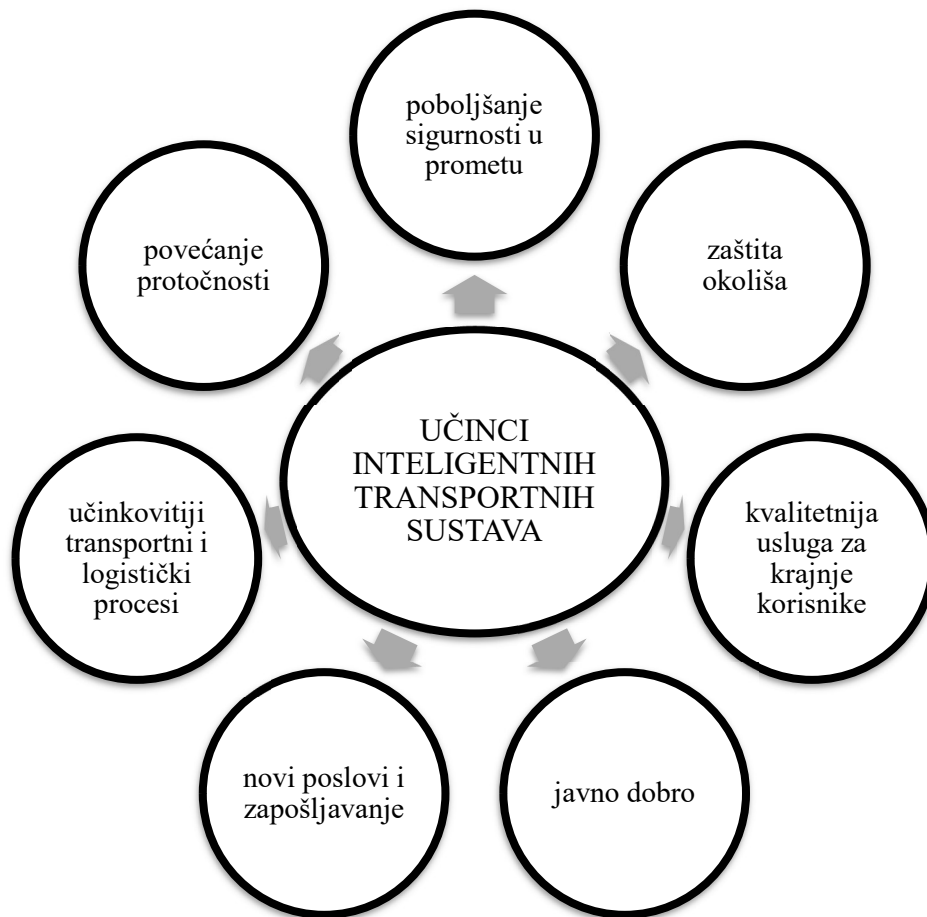 poboljšanje
sigurnosti u
prometu
povećanje
protočnosti
zaštita
okoliša
UČINCI
INTELIGENTNIH
TRANSPORTNIH
SUSTAVA
učinkovitiji
transportni i
logistički
procesi
kvalitetnija
usluga za
krajnje
korisnike
novi poslovi i
zapošljavanje
javno dobro